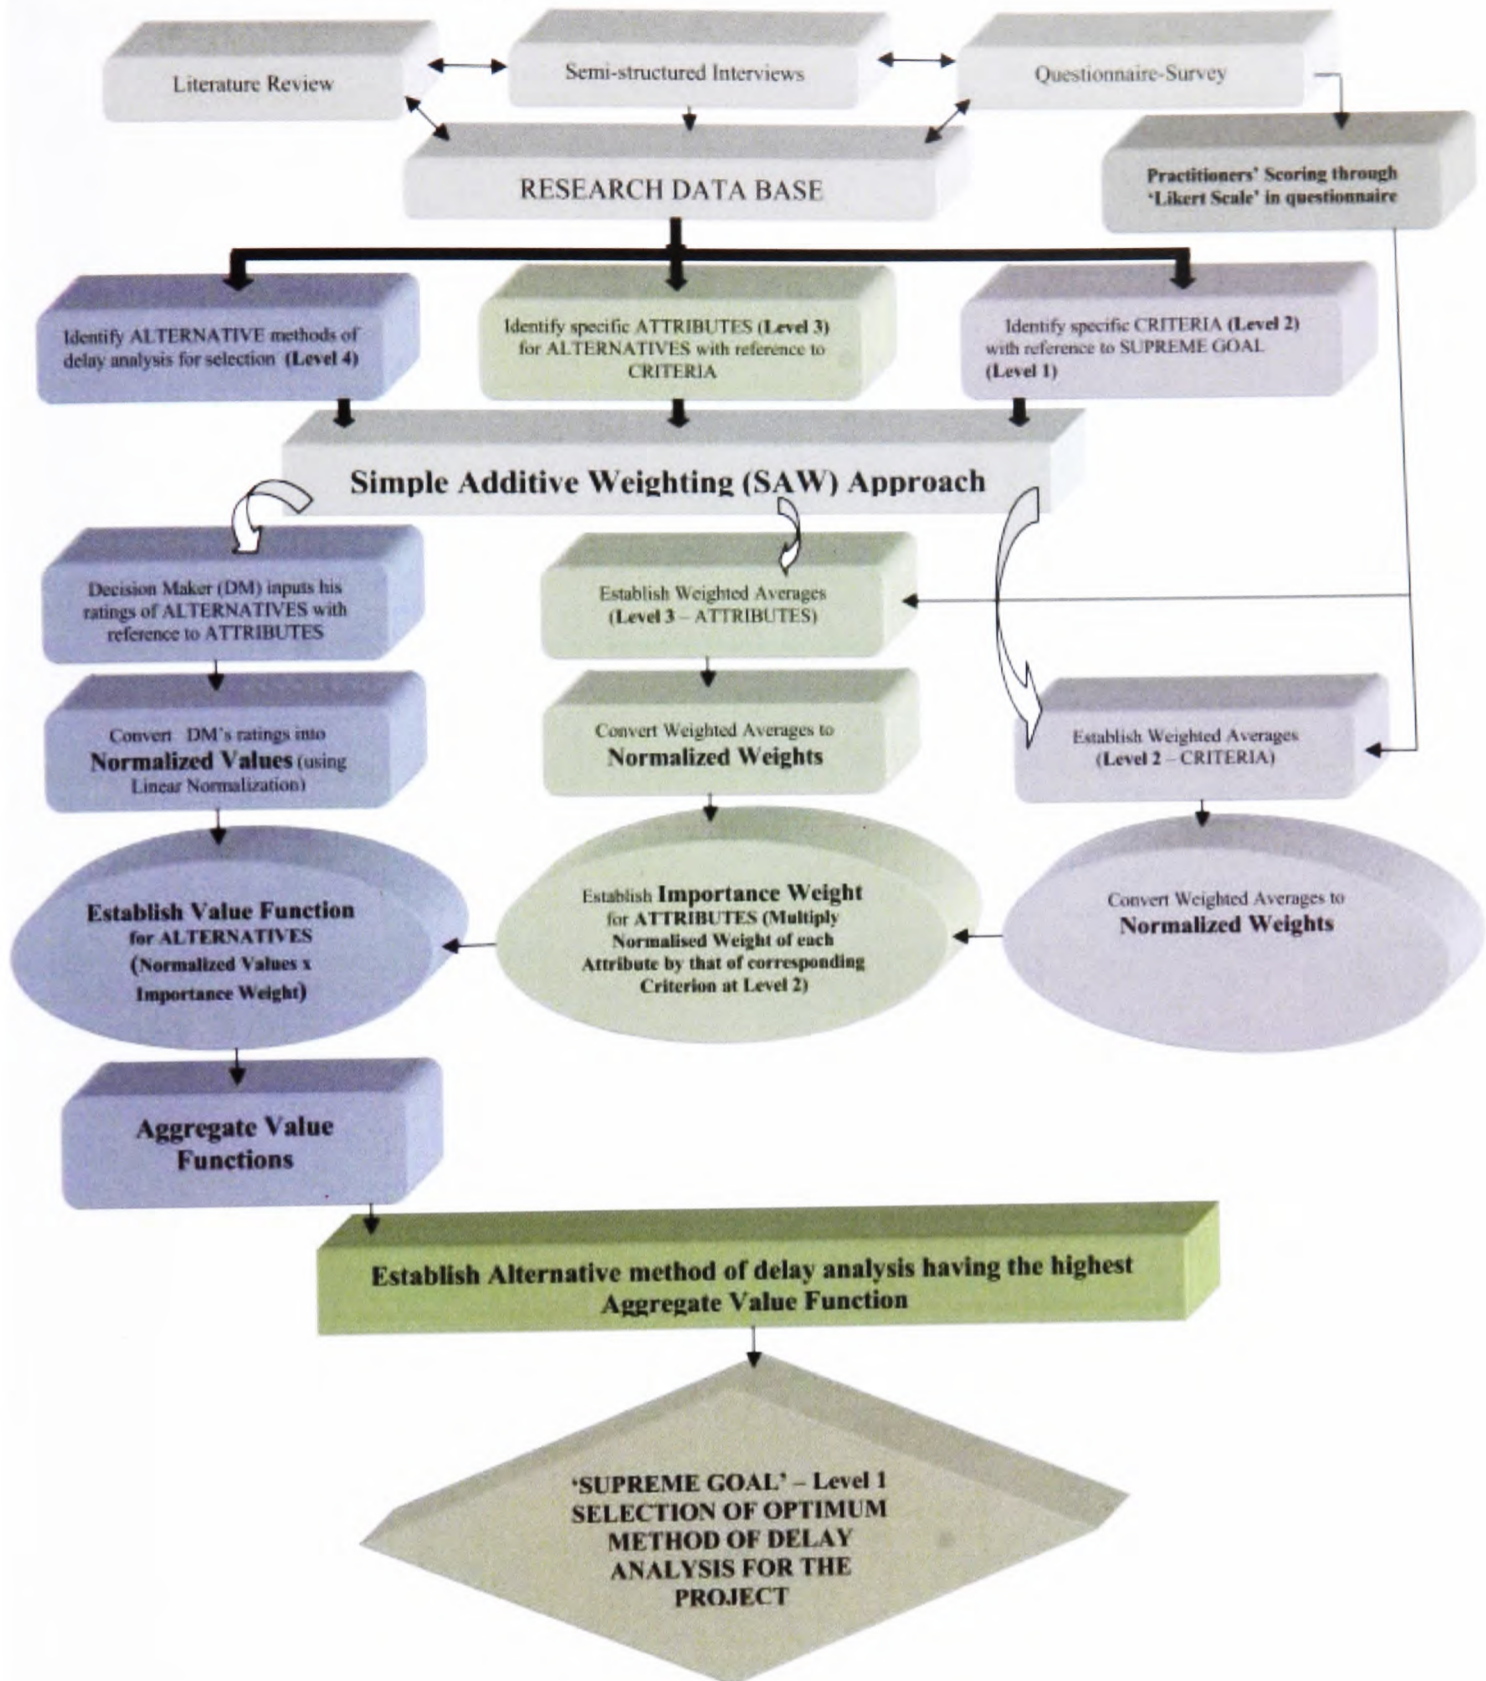 Literature Review
Semi-structured Interviews
Questionnaire-Survey
RESEARCH DATA BASE
Practitioners' Scoring through
'Likert Scale' in questionnaire
Identify ALTERNATIVE methods of
delay analysis for selection (Level 4)
Identify specific ATTRIBUTES (Level 3)
for ALTERNATIVES with reference to
CRITERIA
Identify specific CRITERIA (Level 2)
with reference to SUPREME GOAL
(Level 1)
Simple Additive Weighting (SAW) Approach
Decision Maker (DM) inputs his
ratings of ALTERNATIVES with
reference to ATTRIBUTES
Establish Weighted Averages
(Level 3 – ATTRIBUTES)
Convert DM's ratings into
Normalized Values (using
Linear Normalization)
Convert Weighted Averages to
Normalized Weights
Establish Weighted Averages
(Level 2 – CRITERIA)
Establish Value Function
for ALTERNATIVES
(Normalized Values x
Importance Weight)
Establish Importance Weight
for ATTRIBUTES (Multiply
Normalised Weight of each
Attribute by that of corresponding
Criterion at Level 2)
Convert Weighted Averages to
Normalized Weights
Aggregate Value
Functions
Establish Alternative method of delay analysis having the highest
Aggregate Value Function
'SUPREME GOAL' – Level 1
SELECTION OF OPTIMUM
METHOD OF DELAY
ANALYSIS FOR THE
PROJECT